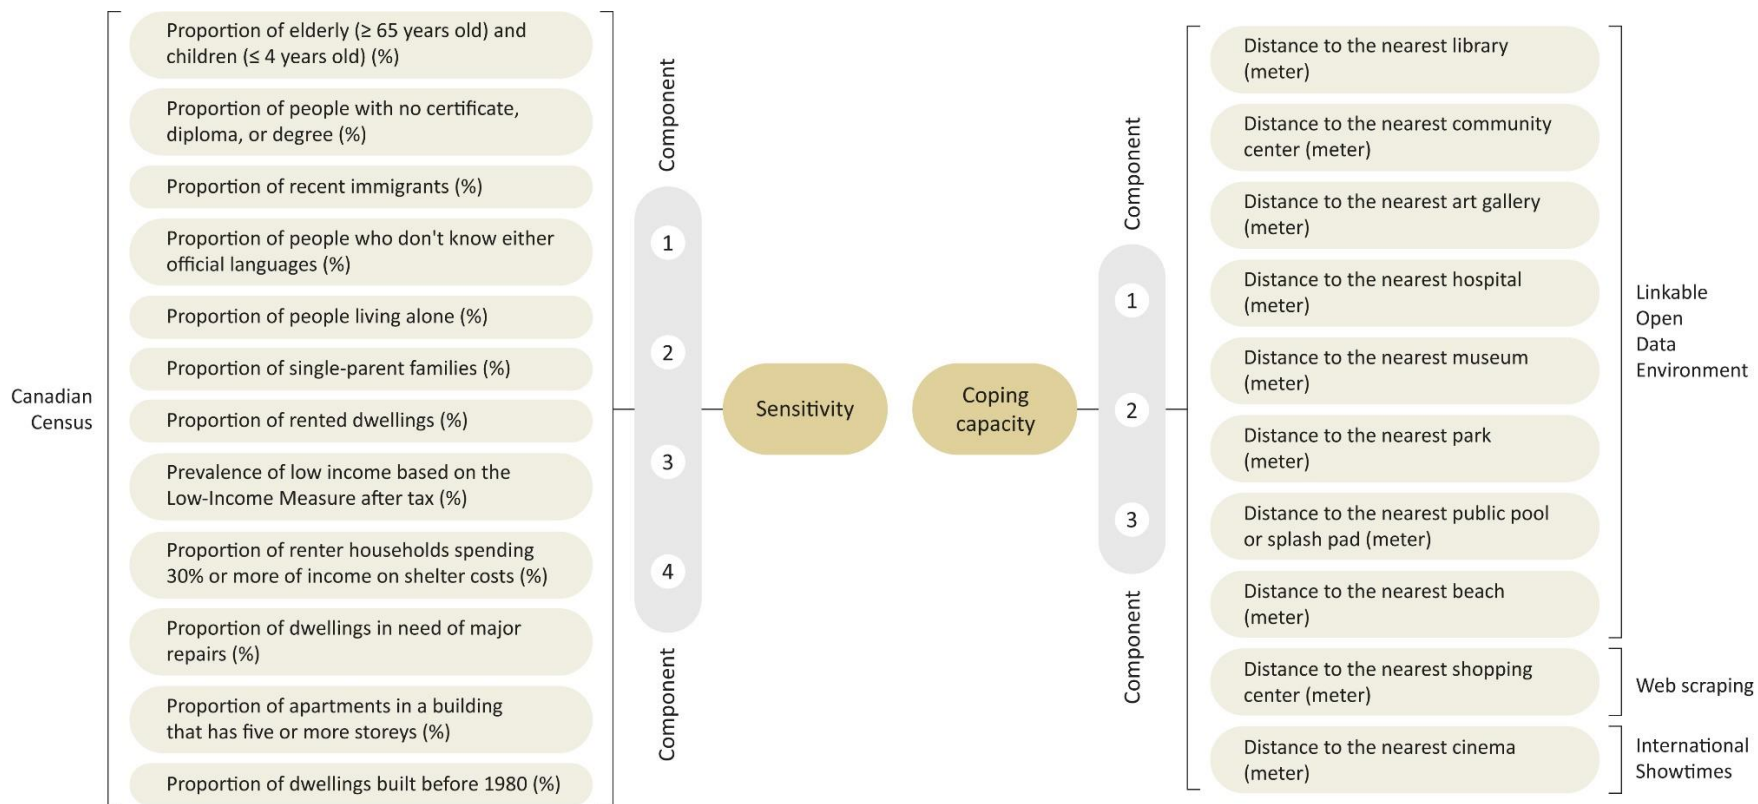 Canadian
Census
Proportion of elderly (≥ 65 years old) and
children (≤ 4 years old) (%)
Proportion of people with no certificate,
diploma, or degree (%)
Proportion of recent immigrants (%)
Proportion of people who don't know either
official languages (%)
Proportion of people living alone (%)
Proportion of single-parent families (%)
Proportion of rented dwellings (%)
Prevalence of low income based on the
Low-Income Measure after tax (%)
Proportion of renter households spending
30% or more of income on shelter costs (%)
Proportion of dwellings in need of major
repairs (%)
Proportion of apartments in a building
that has five or more storeys (%)
Proportion of dwellings built before 1980 (%)
Component
1
2
3
4
Component
Sensitivity
Coping
capacity
Component
1
2
3
Component
Distance to the nearest library
(meter)
Distance to the nearest community
center (meter)
Distance to the nearest art gallery
(meter)
Distance to the nearest hospital
(meter)
Distance to the nearest museum
(meter)
Distance to the nearest park
(meter)
Distance to the nearest public pool
or splash pad (meter)
Distance to the nearest beach
(meter)
Distance to the nearest shopping
center (meter)
Distance to the nearest cinema
(meter)
Linkable
Open
Data
Environment
Web scraping
International
Showtimes